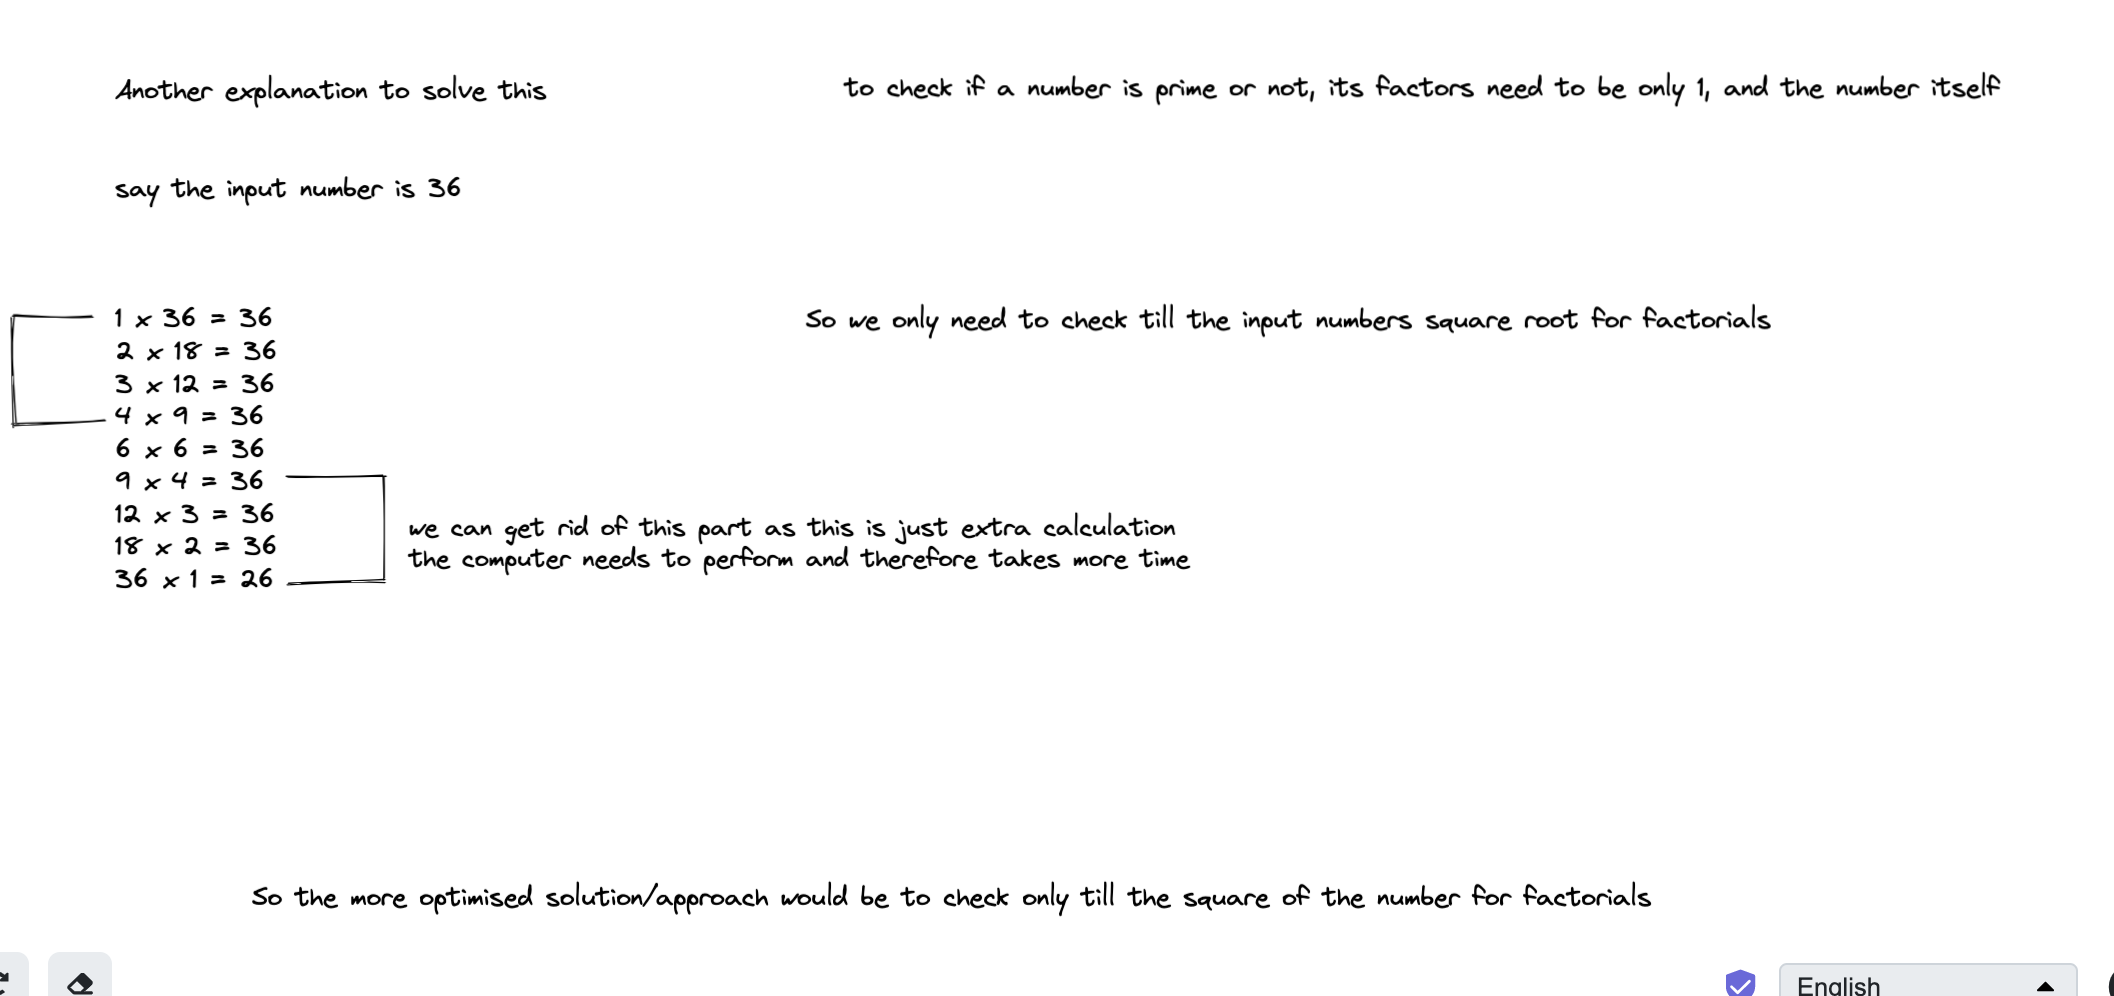 Another explanation to solve this
to check if a number is prime or not, its factors need to be only 1, and the number itself
say the input number is 36
1 x 36 = 36
2 x 18 = 36
3 x 12 = 36
4 x 9 = 36
6 x 6 = 36
9 x 4 = 36
12 x 3 = 36
18 x 2 = 36
36 x 1 = 26
So we only need to check till the input numbers square root for factorials
we can get rid of this part as this is just extra calculation
the computer needs to perform and therefore takes more time
So the more optimised solution/approach would be to check only till the square of the number for factorials
English